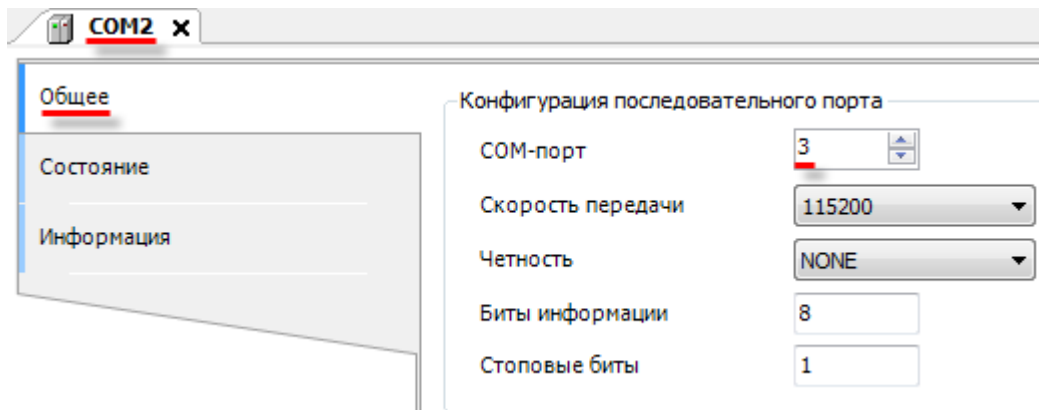 COM2
Общее
Состояние
Информация
Конфигурация последовательного порта
COM-порт 3
Скорость передачи 115200
Четность NONE
Биты информации 8
Стоповые биты 1